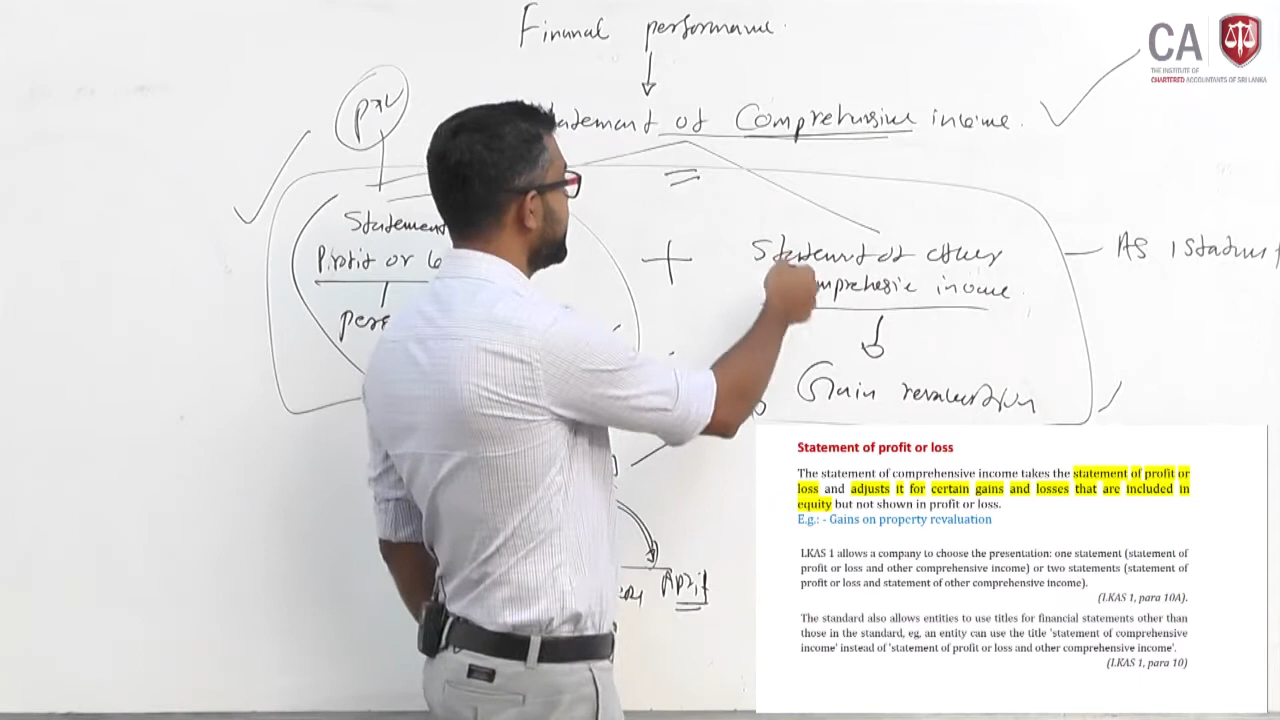 Finanal performance.
CA
THE INSTITUTE OF
CHARTERED ACCOUNTANTS OF SRI LANKA
P&L
tatement of Comprehensive income.
=
Statement
Profit or
+
Statement of other
mprehesie income.
AS 1 Statem
Gain revaluation
April
Statement of profit or loss
The statement of comprehensive income takes the statement of profit or
loss and adjusts it for certain gains and losses that are included in
equity but not shown in profit or loss.
E.g.: - Gains on property revaluation
LKAS 1 allows a company to choose the presentation: one statement (statement of
profit or loss and other comprehensive income) or two statements (statement of
profit or loss and statement of other comprehensive income).
(LKAS 1, para 10A).
The standard also allows entities to use titles for financial statements other than
those in the standard, eg, an entity can use the title 'statement of comprehensive
income' instead of 'statement of profit or loss and other comprehensive income'.
(LKAS 1, para 10)